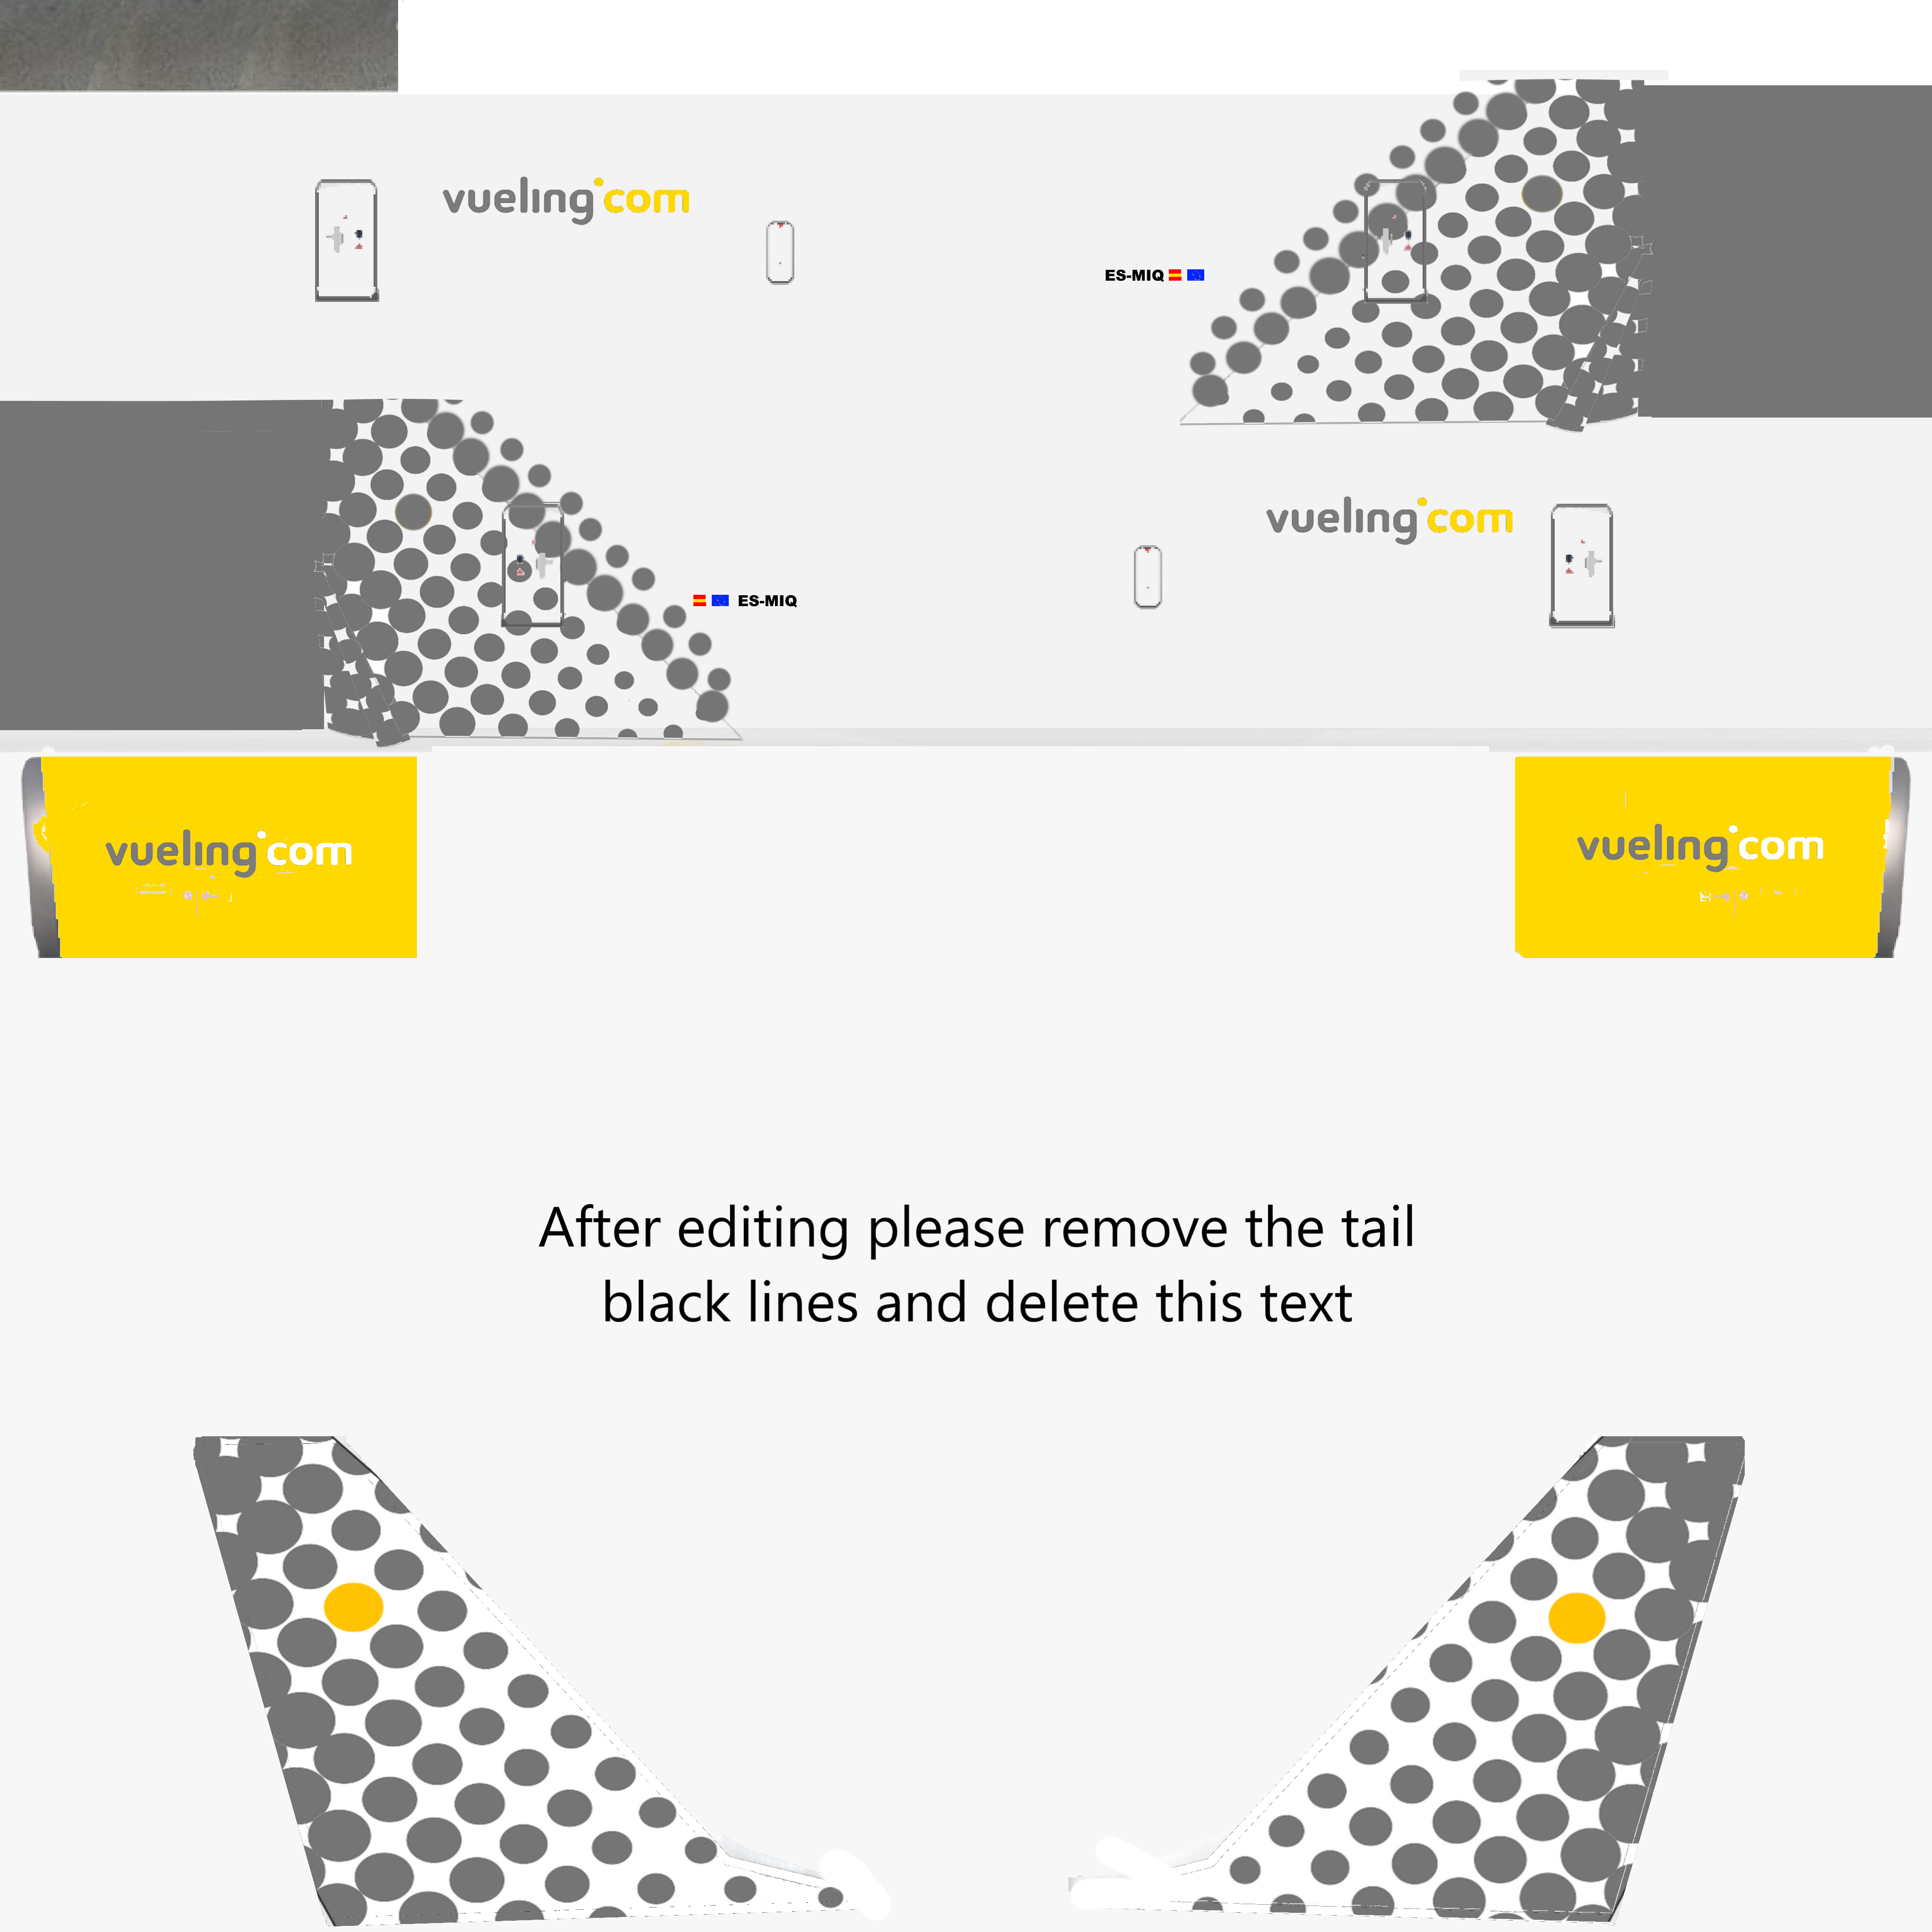 vueling.com
ES-MIQ
vueling.com
ES-MIQ
vueling.com
vueling.com
After editing please remove the tail
black lines and delete this text